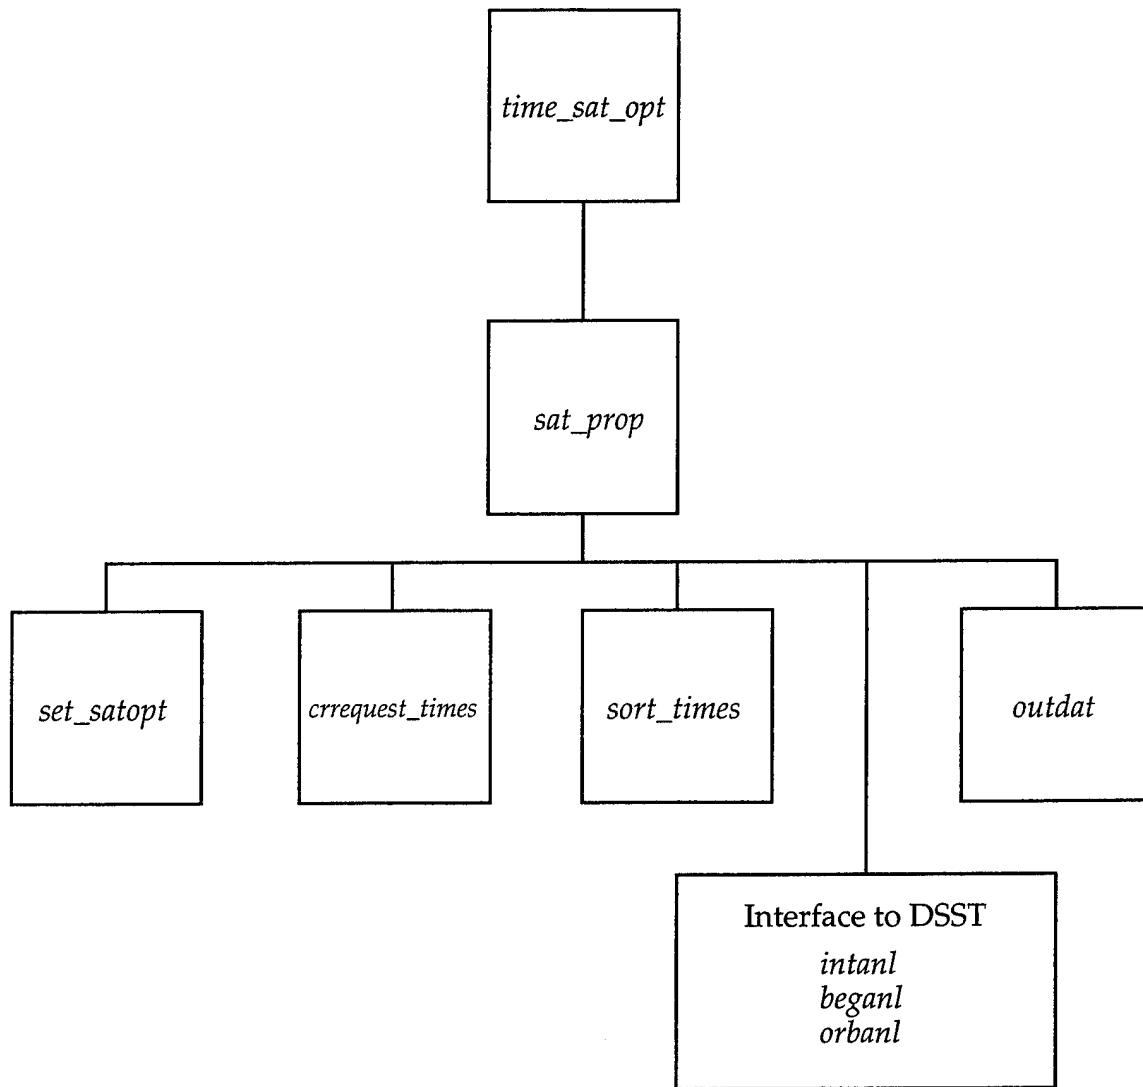 time_sat_opt
sat_prop
set_satopt
crrequest_times
sort_times
outdat
Interface to DSST
intanl
beganl
orbanl